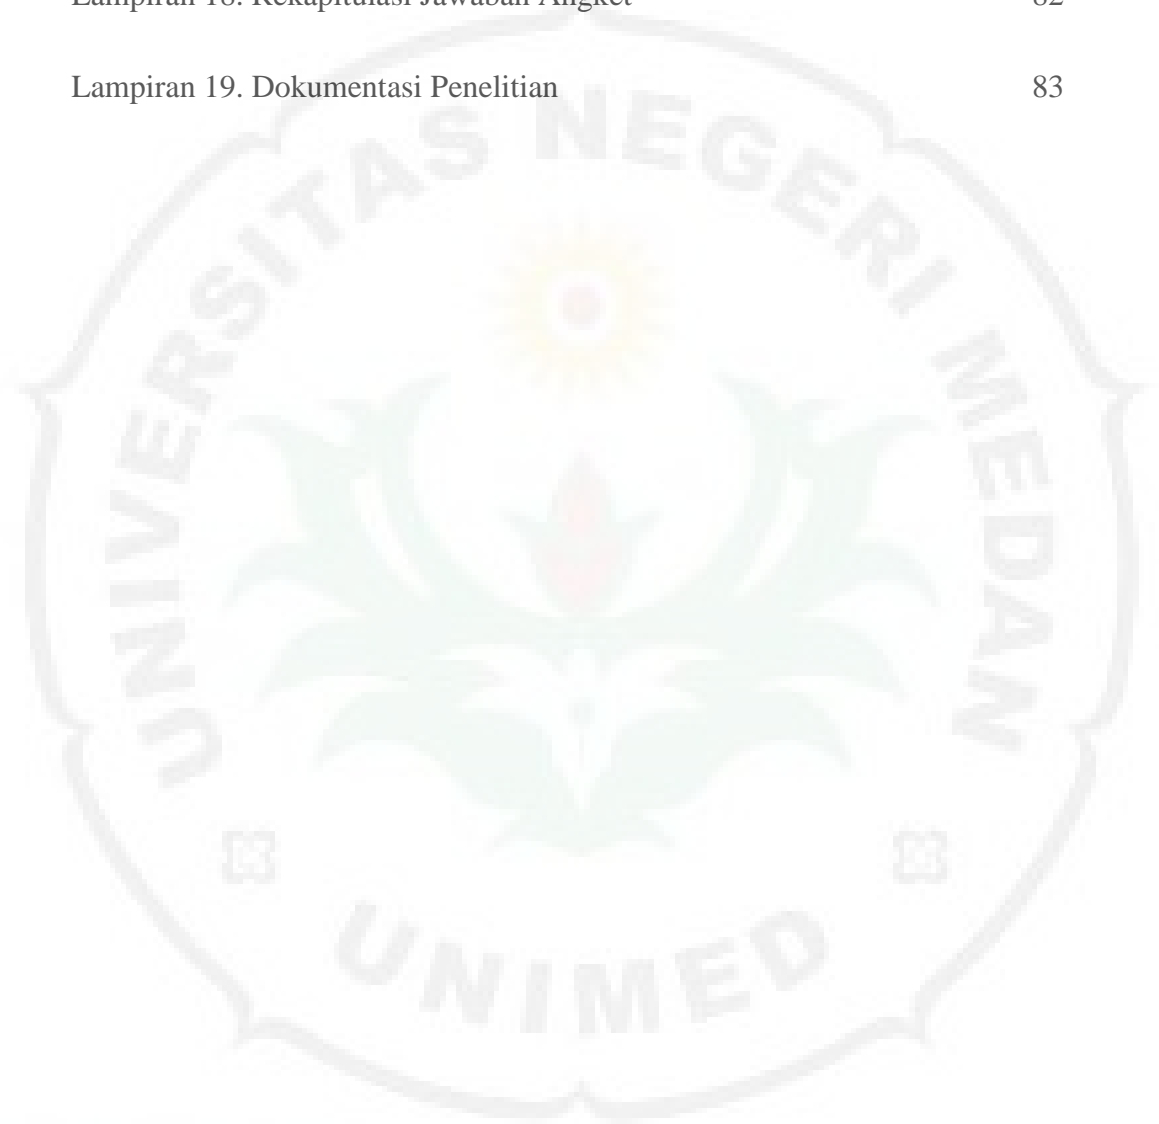 Lampiran 18. Rekapitulasi Jawaban Angket 82
Lampiran 19. Dokumentasi Penelitian 83
UNIVERSITAS NEGERI MEDAN
UNIMED